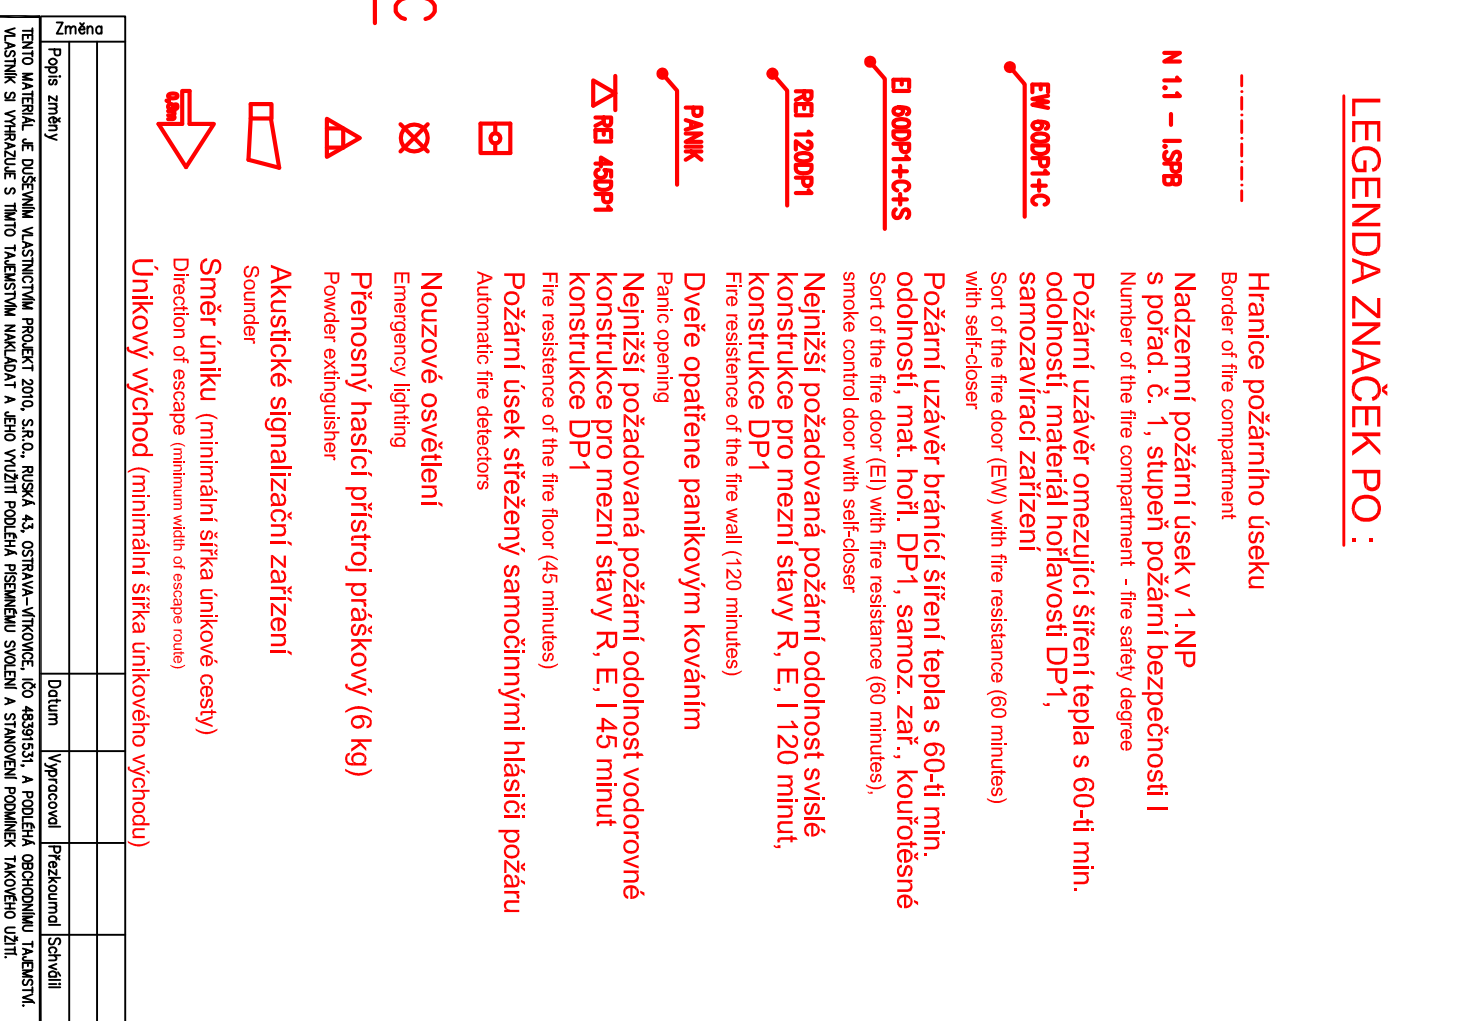 LEGENDA ZNAČEK PO :
Hranice požárního úseku
Border of fire compartment
N 1.1 - I.SPB
Nadzemní požární úsek v 1.NP
s pořad. č. 1, stupeň požární bezpečnosti I
Number of the fire compartment - fire safety degree
EW 60DP1+C
Požární uzávěr omezující šíření tepla s 60-ti min.
odolností, materiál hořlavosti DP1,
samozavírací zařízení
Sort of the fire door (EW) with fire resistance (60 minutes)
with self-closer
EI 60DP1+C+S
Požární uzávěr bránící šíření tepla s 60-ti min.
odolností, mat. hořl. DP1, samoz. zař., kouřotěsné
Sort of the fire door (EI) with fire resistance (60 minutes),
smoke control door with self-closer
REI 120DP1
Nejnižší požadovaná požární odolnost svislé
konstrukce pro mezní stavy R, E, I 120 minut,
konstrukce DP1
Fire resistence of the fire wall (120 minutes)
PANIK
Dveře opatřene panikovým kováním
Panic opening
REI 45DP1
Nejnižší požadovaná požární odolnost vodorovné
konstrukce pro mezní stavy R, E, I 45 minut
konstrukce DP1
Fire resistence of the fire floor (45 minutes)
Požární úsek střežený samočinnými hlásiči požáru
Automatic fire detectors
Nouzové osvětlení
Emergency lighting
Přenosný hasící přístroj práškový (6 kg)
Powder extinguisher
Akustické signalizační zařízení
Sounder
0,9m
Směr úniku (minimální šířka únikové cesty)
Direction of escape (minimum width of escape route)
Únikový východ (minimální šířka únikového východu)
C
Změna
Popis změny Datum Vypracoval Přezkoumal Schválil
TENTO MATERIÁL JE DUŠEVNÍM VLASTNICTVÍM PROJEKT 2010, S.R.O., RUSKÁ 43, OSTRAVA-VÍTKOVICE, IČO 48391531, A PODLÉHÁ OBCHODNÍMU TAJEMSTVÍ.
VLASTNÍK SI VYHRAZUJE S TÍMTO TAJEMSTVÍM NAKLÁDAT A JEHO VYUŽITÍ PODLÉHÁ PÍSEMNÉMU SVOLENÍ A STANOVENÍ PODMÍNEK TAKOVÉHO UŽITÍ.